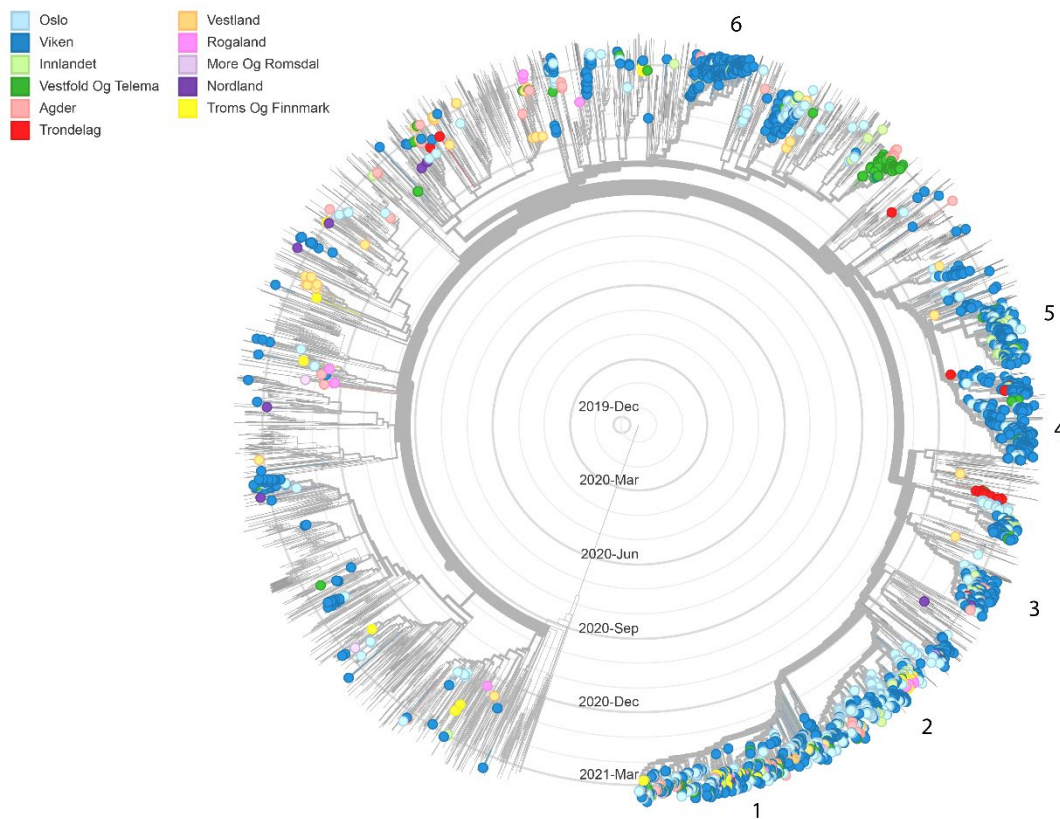 Oslo
Viken
Innlandet
Vestfold Og Telema
Agder
Trondelag
Vestland
Rogaland
More Og Romsdal
Nordland
Troms Og Finnmark
6
5
4
3
2
1
2019-Dec
2020-Mar
2020-Jun
2020-Sep
2020-Dec
2021-Mar